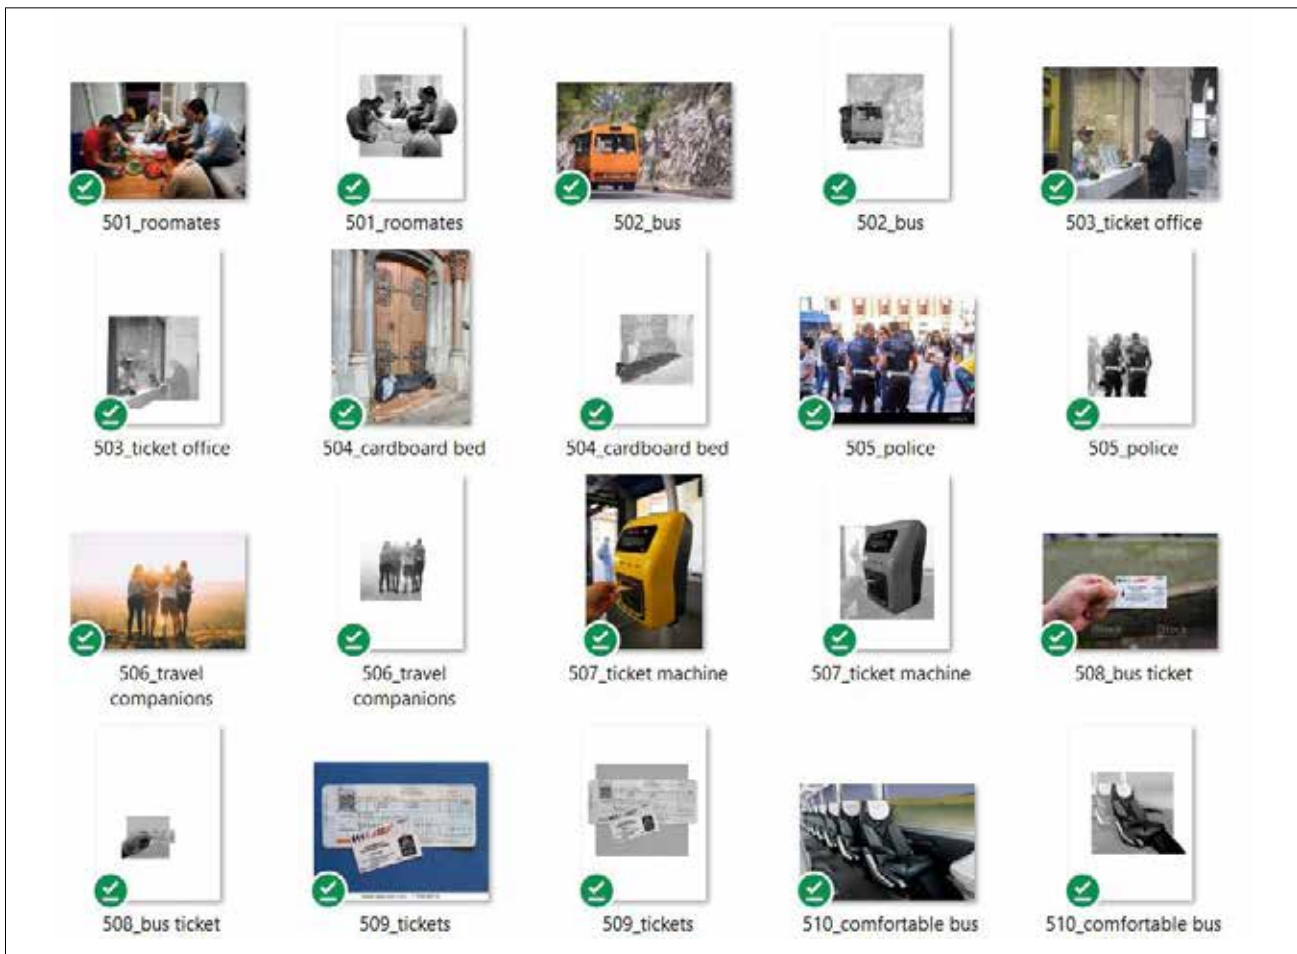 501_roomates
501_roomates
502_bus
502_bus
503_ticket office
503_ticket office
504_cardboard bed
504_cardboard bed
505_police
505_police
506_travel
companions
506_travel
companions
507_ticket machine
507_ticket machine
508_bus ticket
508_bus ticket
509_tickets
509_tickets
510_comfortable bus
510_comfortable bus